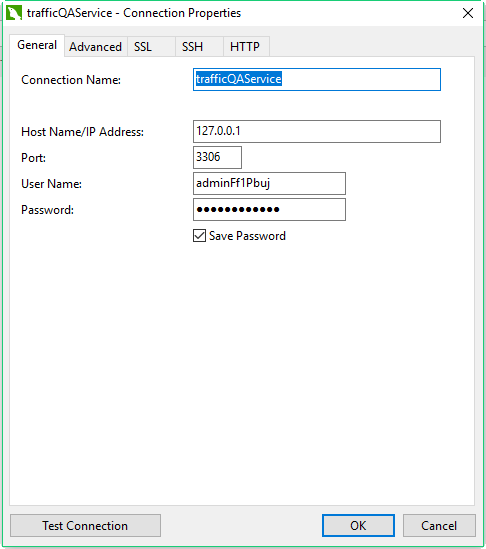 trafficQAService - Connection Properties
General Advanced SSL SSH HTTP
Connection Name: trafficQAService
Host Name/IP Address: 127.0.0.1
Port: 3306
User Name: adminFf1Pbuj
Password: ●●●●●●●●●●●●
Save Password
Test Connection OK Cancel